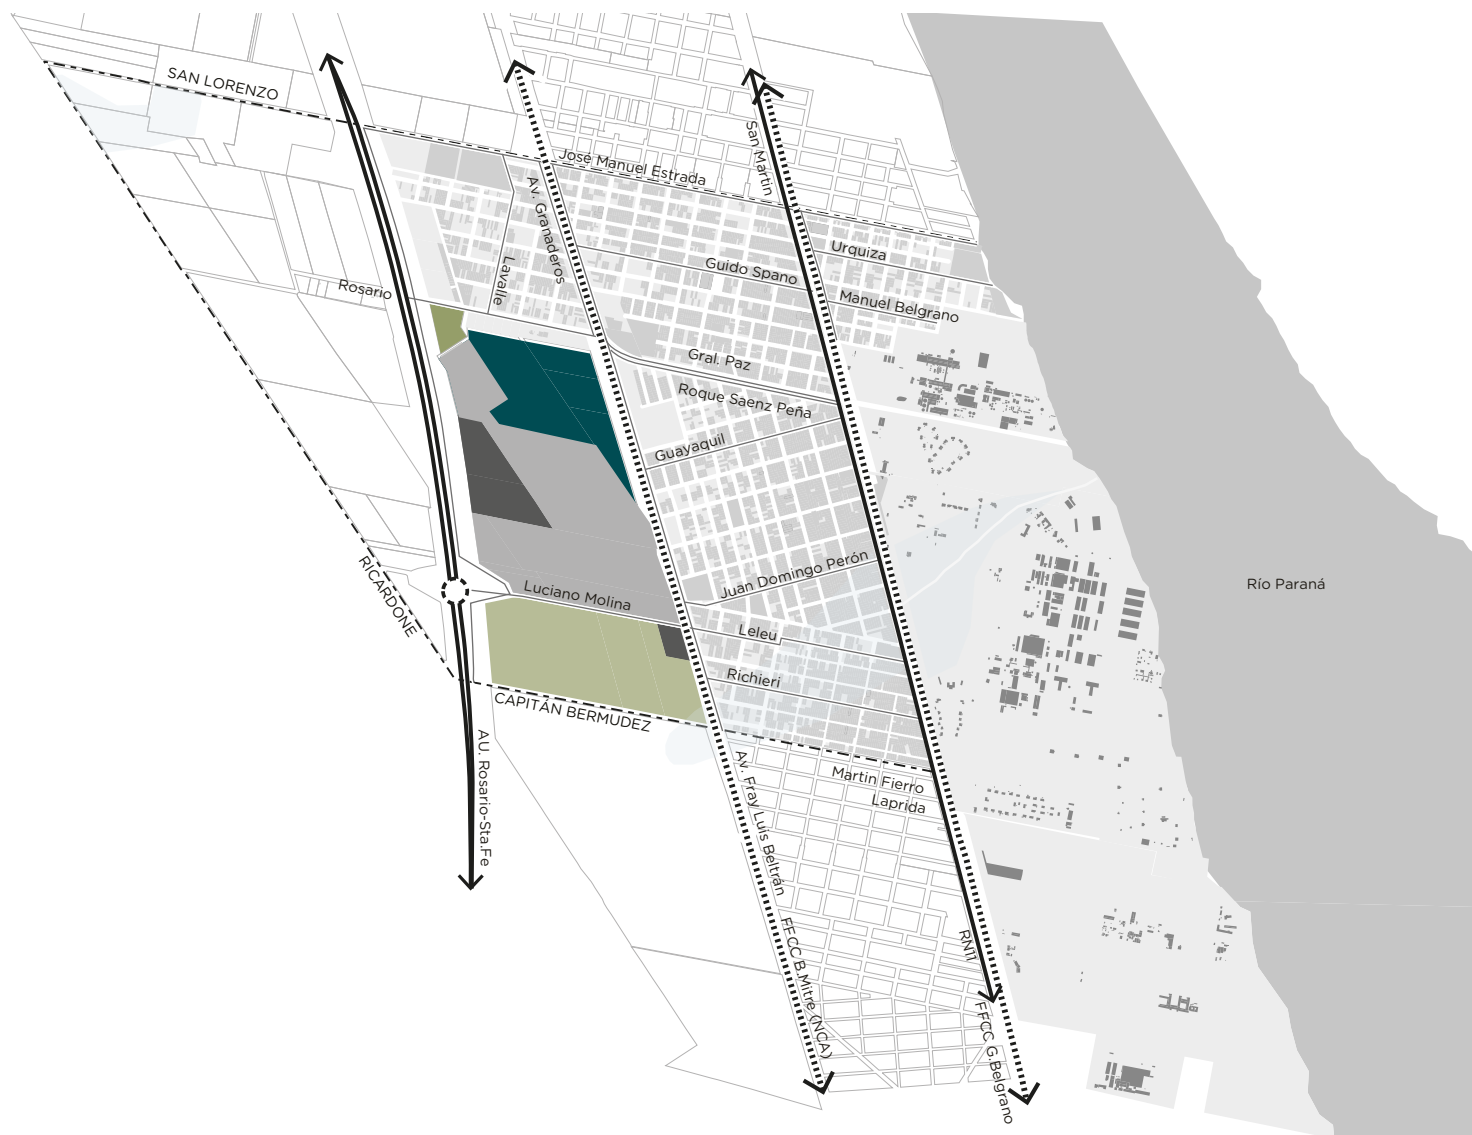 SAN LORENZO
José Manuel Estrada
San Martin
Av. Granaderos
Lavalle
Rosario
Urquiza
Guido Spano
Manuel Belgrano
Gral. Paz
Roque Saenz Peña
Guayaquil
Río Paraná
RICARDONE
Juan Domingo Perón
Luciano Molina
Leleu
Richieri
CAPITÁN BERMUDEZ
AU. Rosario-Sta.Fe
Av. Fray Luis Beltrán
Martin Fierro
Laprida
FFCC B.Mitre (NCA)
RN11
FFCC G.Belgrano